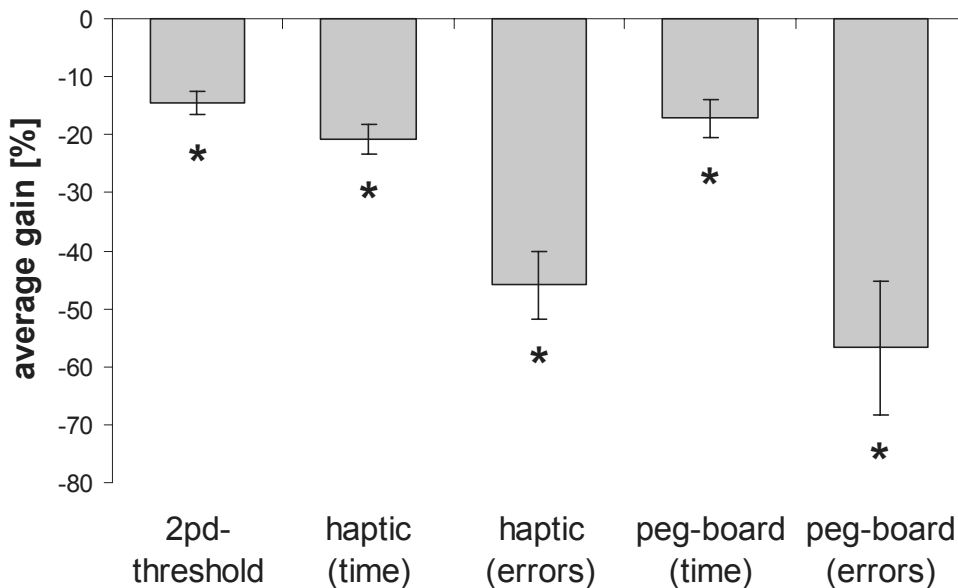 average gain [%]
0
-10
-20
-30
-40
-50
-60
-70
-80
*
*
*
*
*
2pd-
threshold
haptic
(time)
haptic
(errors)
peg-board
(time)
peg-board
(errors)